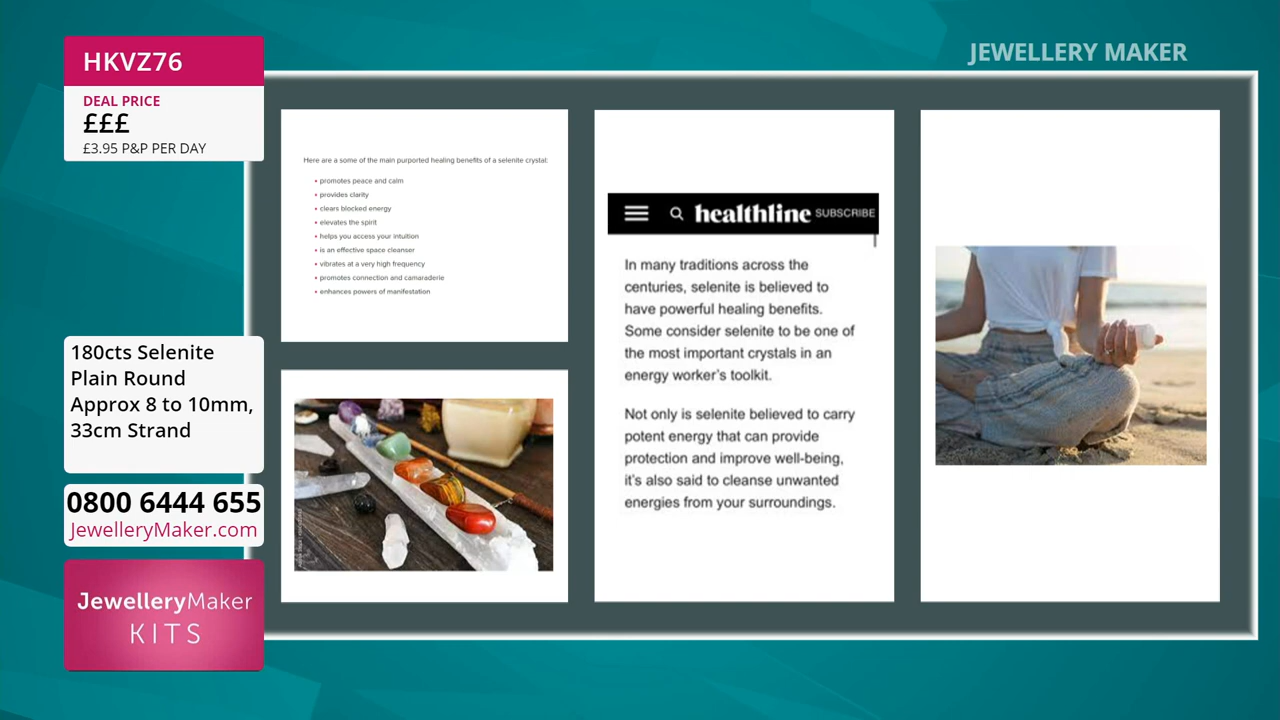 HKVZ76
DEAL PRICE
£££
£3.95 P&P PER DAY
JEWELLERY MAKER
Here are a some of the main purported healing benefits of a selenite crystal:
• promotes peace and calm
• provides clarity
• clears blocked energy
• elevates the spirit
• helps you access your intuition
• is an effective space cleanser
• vibrates at a very high frequency
• promotes connection and camaraderie
• enhances powers of manifestation
healthline SUBSCRIBE
In many traditions across the
centuries, selenite is believed to
have powerful healing benefits.
Some consider selenite to be one of
the most important crystals in an
energy worker's toolkit.
Not only is selenite believed to carry
potent energy that can provide
protection and improve well-being,
it's also said to cleanse unwanted
energies from your surroundings.
180cts Selenite
Plain Round
Approx 8 to 10mm,
33cm Strand
0800 6444 655
JewelleryMaker.com
JewelleryMaker
KITS